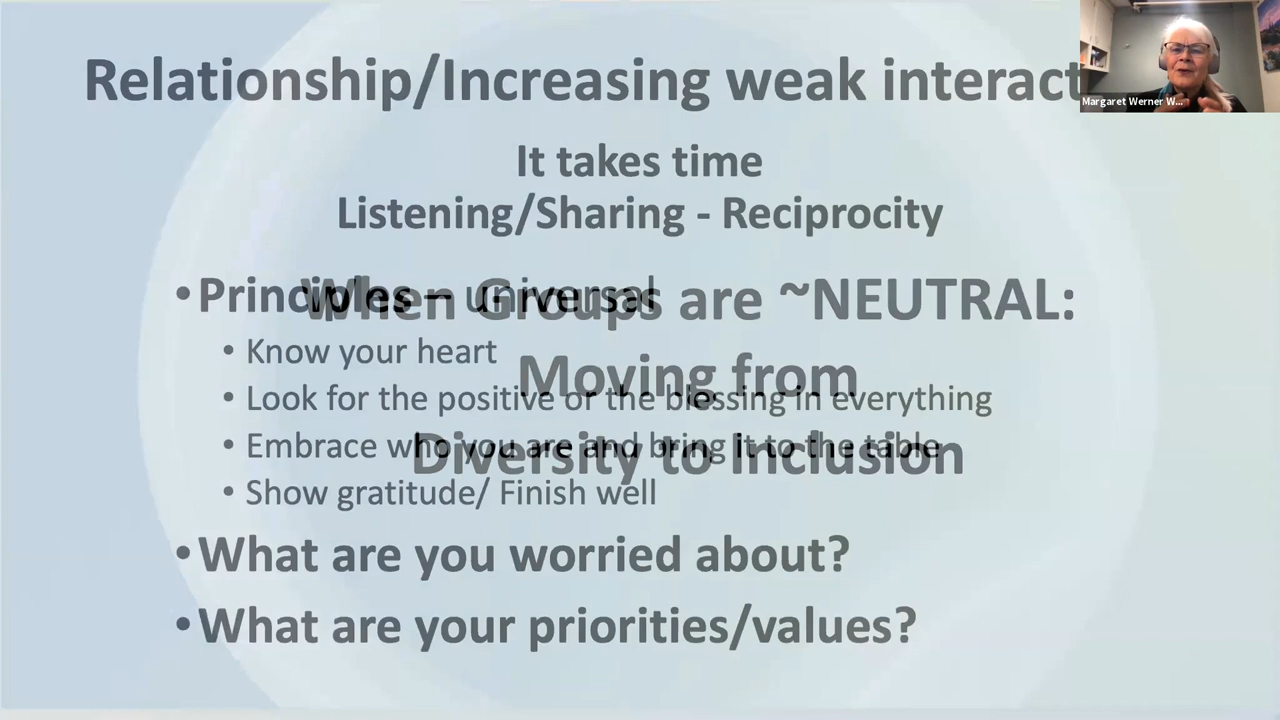 Relationship/Increasing weak interact
Margaret Werner W...
It takes time
Listening/Sharing - Reciprocity
• Principles – universal
When Groups are ~NEUTRAL:
• Know your heart
Moving from
• Look for the positive or the blessing in everything
• Embrace who you are and bring it to the table
Diversity to Inclusion
• Show gratitude/ Finish well
• What are you worried about?
• What are your priorities/values?